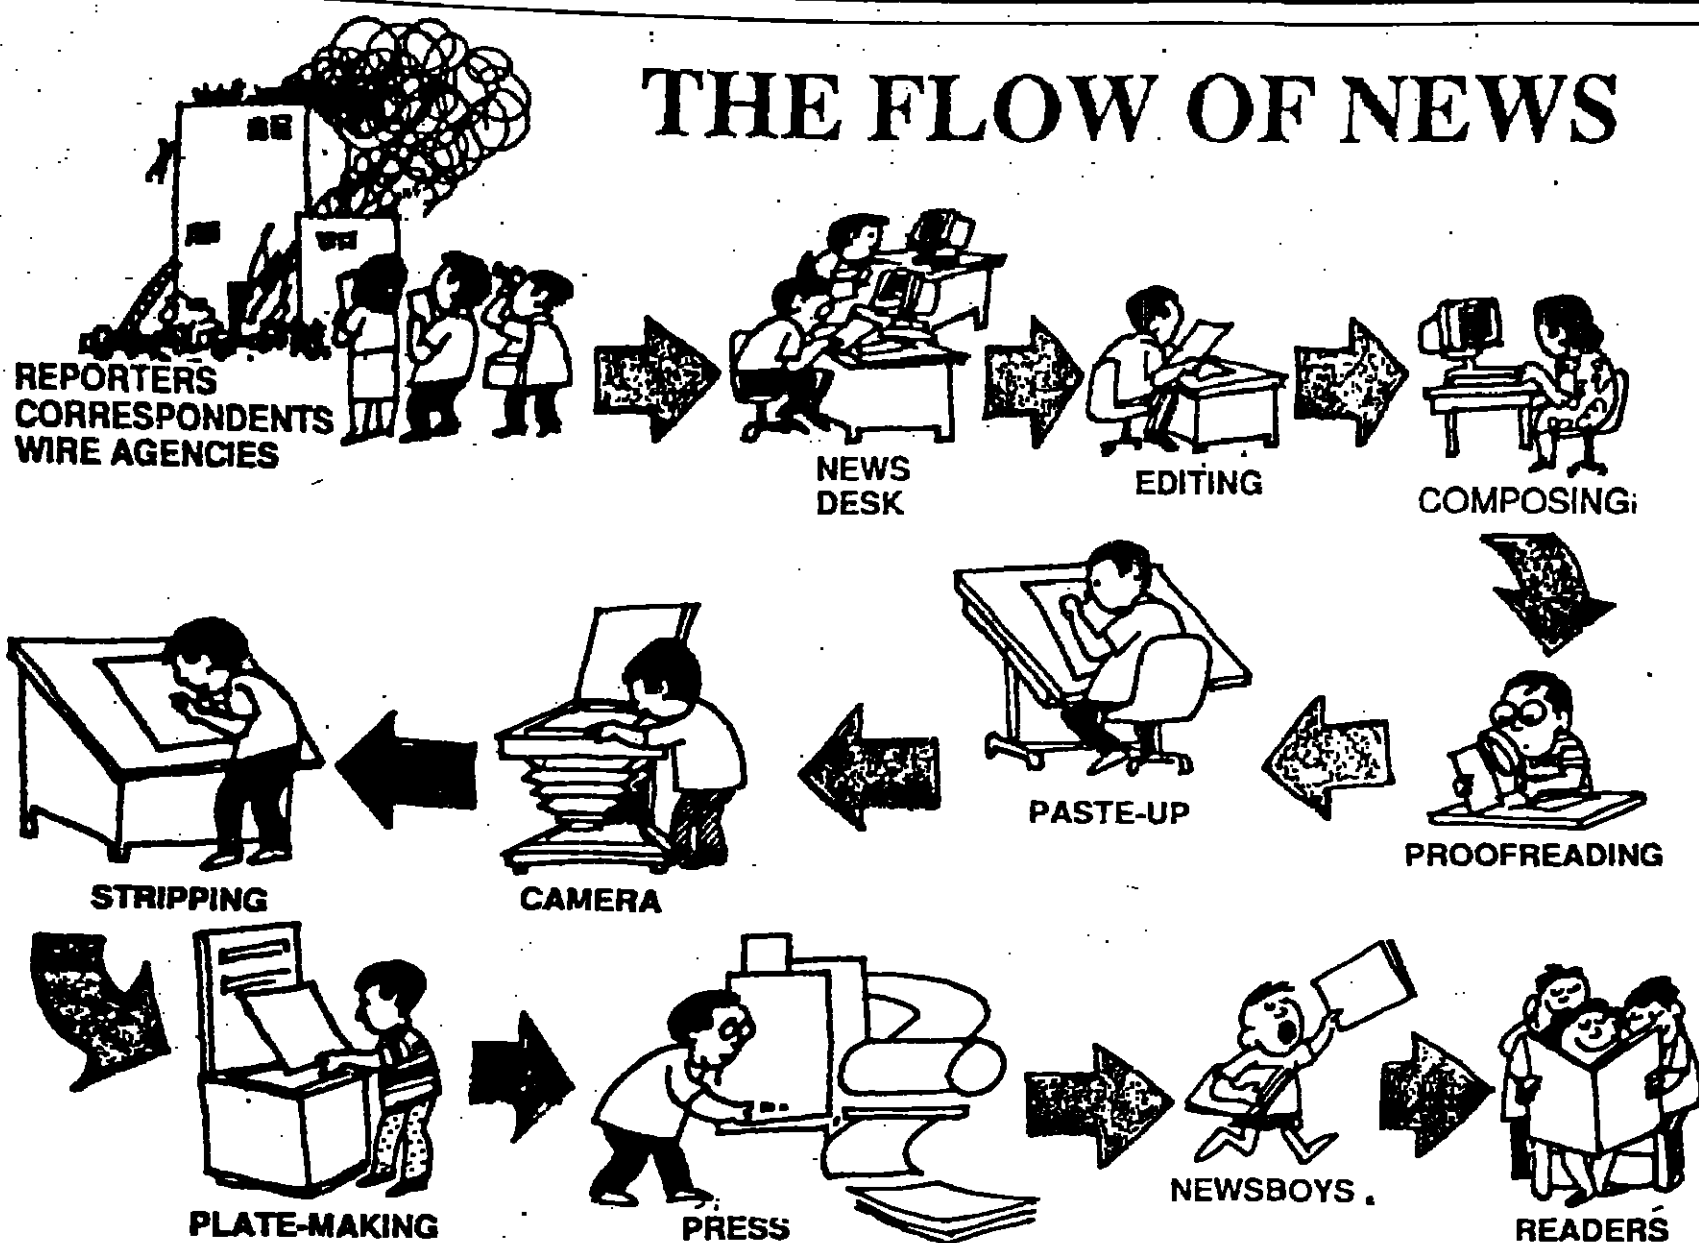 THE FLOW OF NEWS
REPORTERS
CORRESPONDENTS
WIRE AGENCIES
NEWS
DESK
EDITING
COMPOSING
PROOFREADING
PASTE-UP
CAMERA
STRIPPING
PLATE-MAKING
PRESS
NEWSBOYS
READERS